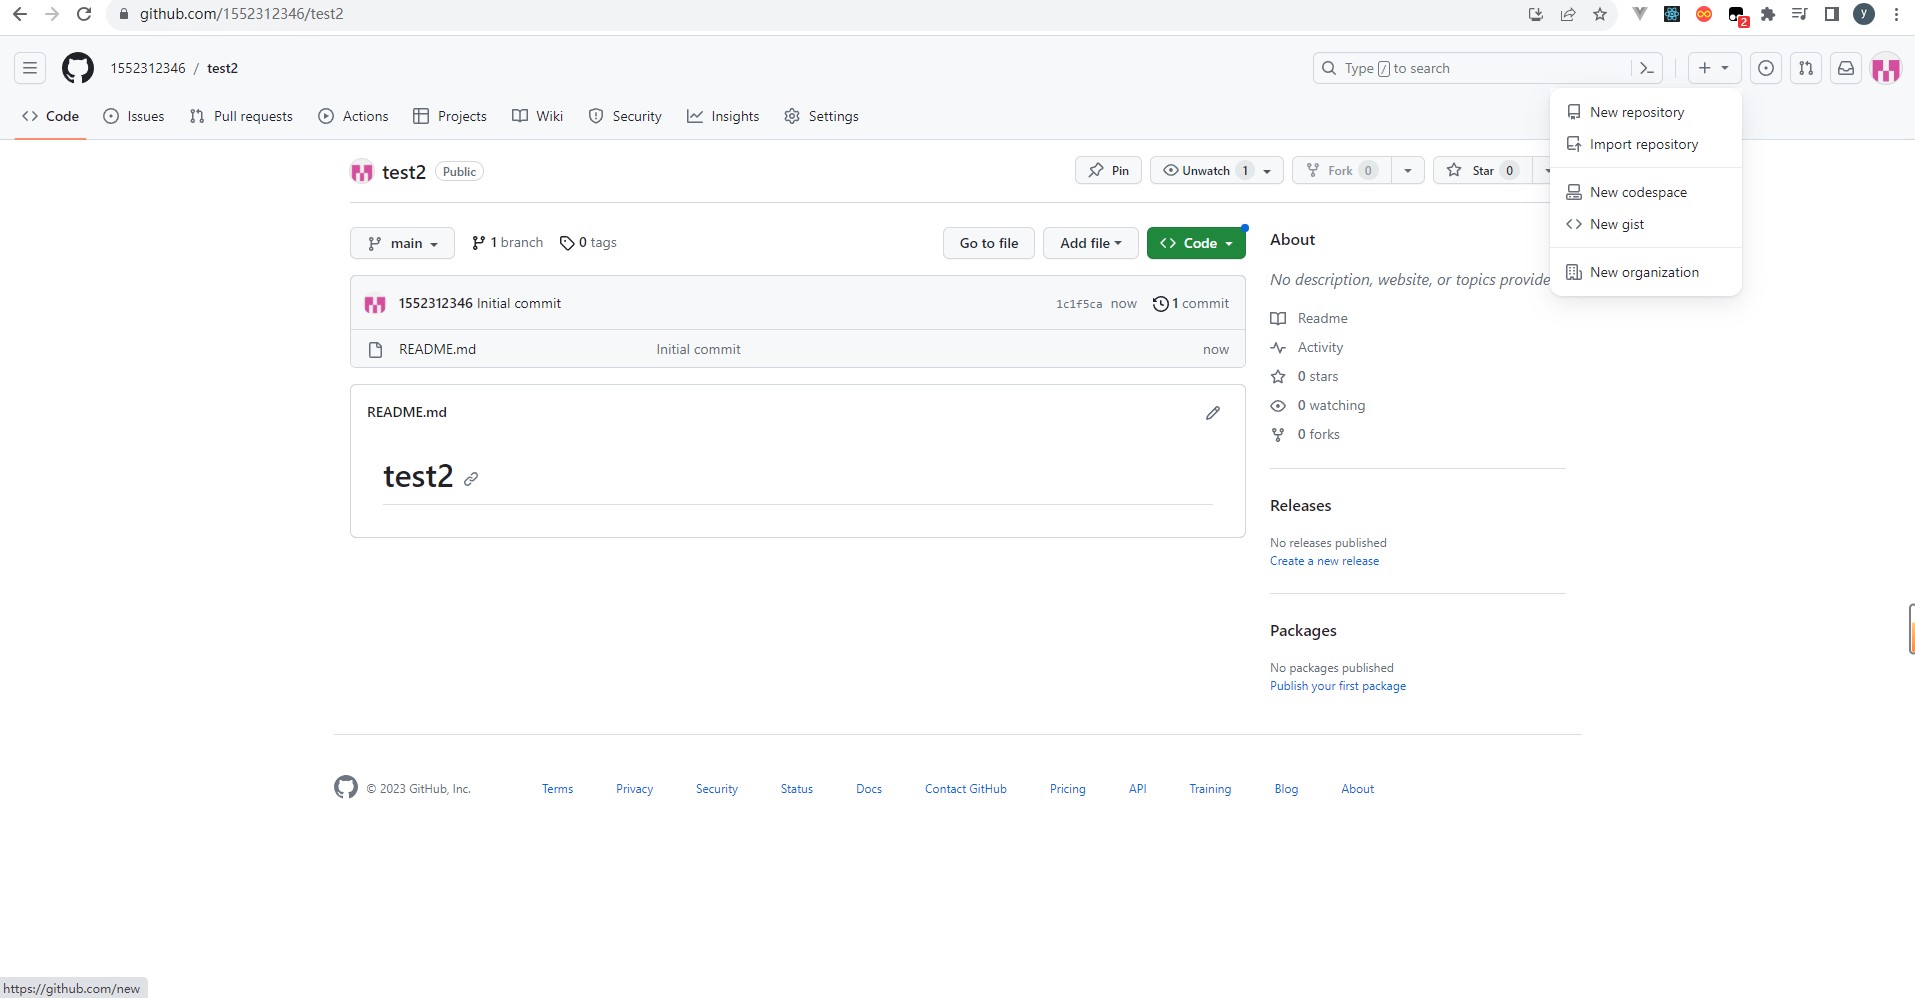 github.com/1552312346/test2
2
y
1552312346 / test2
Type / to search
Code Issues Pull requests Actions Projects Wiki Security Insights Settings
New repository
Import repository
New codespace
New gist
New organization
test2 Public
Pin Unwatch 1 Fork 0 Star 0
main 1 branch 0 tags
Go to file Add file Code
1552312346 Initial commit 1c1f5ca now 1 commit
README.md Initial commit now
README.md
test2
About
No description, website, or topics provide
Readme
Activity
0 stars
0 watching
0 forks
Releases
No releases published
Create a new release
Packages
No packages published
Publish your first package
© 2023 GitHub, Inc. Terms Privacy Security Status Docs Contact GitHub Pricing API Training Blog About
https://github.com/new